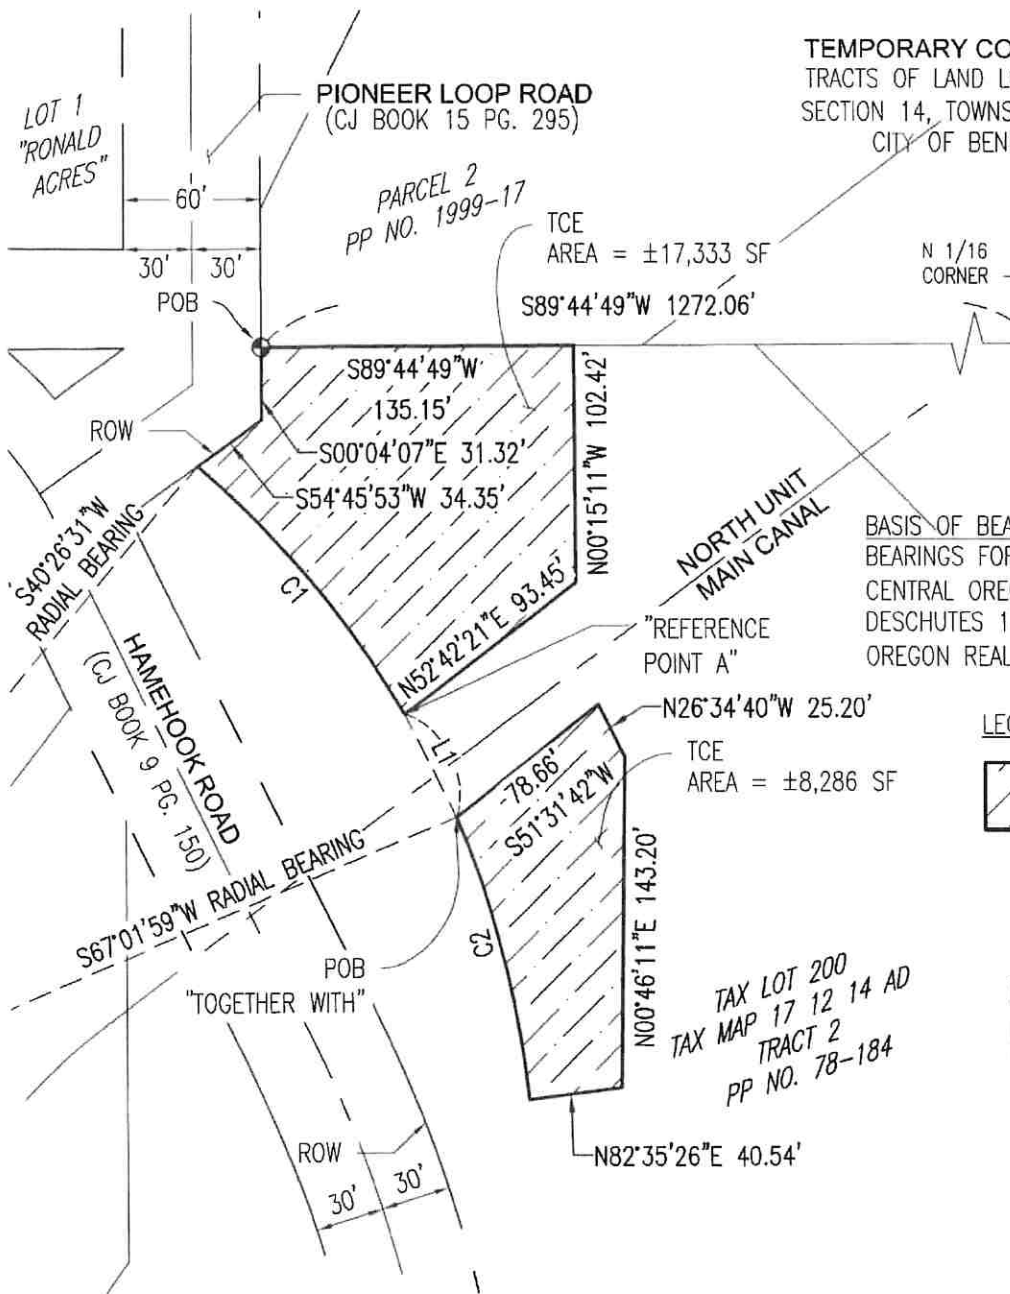 TEMPORARY CO
TRACTS OF LAND L
SECTION 14, TOWNS
CITY OF BEN
PIONEER LOOP ROAD
(CJ BOOK 15 PG. 295)
LOT 1
"RONALD
ACRES"
60'
30'
30'
PARCEL 2
PP NO. 1999-17
TCE
AREA = ±17,333 SF
N 1/16
CORNER
POB
S89°44'49"W 1272.06'
S89°44'49"W
135.15'
N00°15'11"W 102.42'
ROW
S00°04'07"E 31.32'
S54°45'53"W 34.35'
S40°26'31"W
RADIAL BEARING
C1
NORTH UNIT
MAIN CANAL
BASIS OF BEA
BEARINGS FOR
CENTRAL ORE
DESCHUTES 1
OREGON REAL
N52°42'21"E 93.45'
"REFERENCE
POINT A"
HAMEHOOK ROAD
(CJ BOOK 9 PG. 150)
L1
N26°34'40"W 25.20'
LE
TCE
AREA = ±8,286 SF
78.66'
S51°31'42"W
S67°01'59"W RADIAL BEARING
C2
N00°46'11"E 143.20'
POB
"TOGETHER WITH"
TAX LOT 200
TAX MAP 17 12 14 AD
TRACT 2
PP NO. 78-184
ROW
N82°35'26"E 40.54'
30'
30'